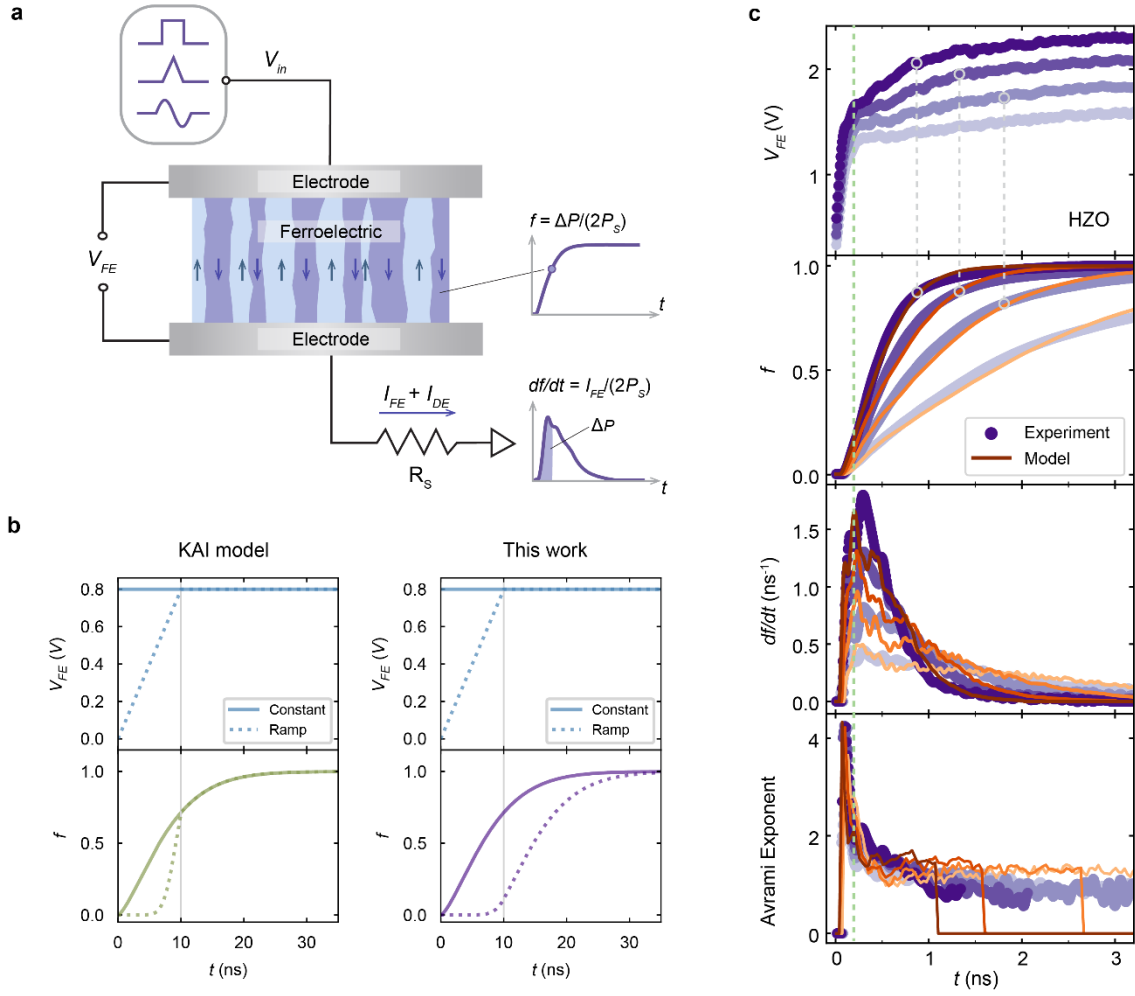 a
V_in
Electrode
Ferroelectric
V_FE
Electrode
f = ΔP/(2P_S)
t
I_FE + I_DE
R_S
df/dt = I_FE/(2P_S)
ΔP
t
b
KAI model
This work
V_FE (V)
0.8
0.6
0.4
0.2
0.0
Constant
Ramp
V_FE (V)
0.8
0.6
0.4
0.2
0.0
Constant
Ramp
f
1.0
0.5
0.0
0
10
20
30
t (ns)
f
1.0
0.5
0.0
0
10
20
30
t (ns)
c
V_FE (V)
2
1
HZO
f
1.0
0.5
0.0
Experiment
Model
df/dt (ns⁻¹)
1.5
1.0
0.5
0.0
Avrami Exponent
4
2
0
0
1
2
3
t (ns)